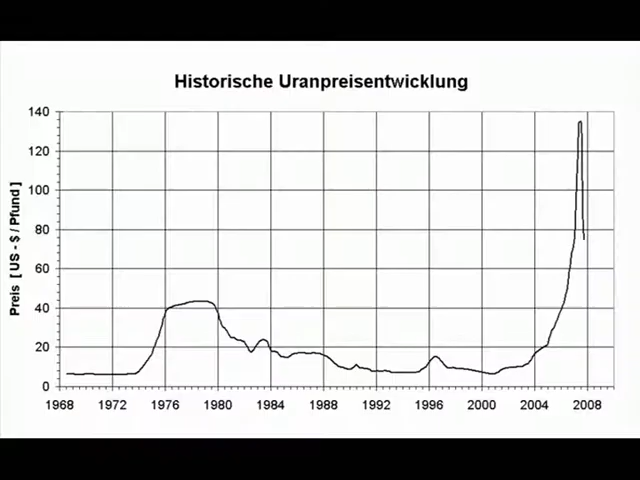 Historische Uranpreisentwicklung
Preis [ US - $ / Pfund ]
140
120
100
80
60
40
20
0
1968 1972 1976 1980 1984 1988 1992 1996 2000 2004 2008